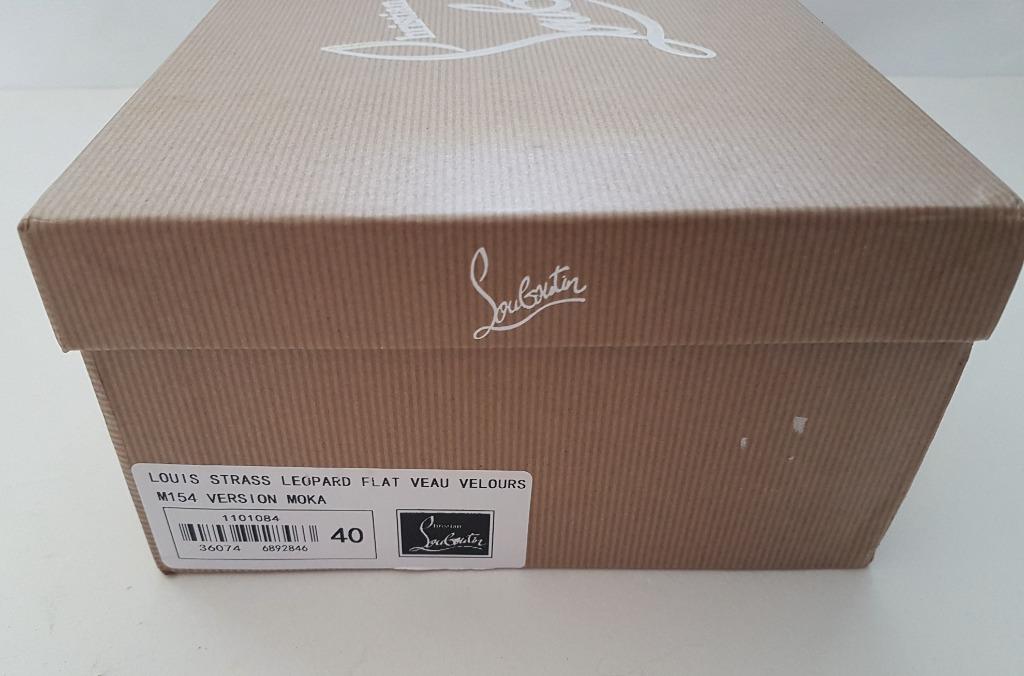 Louboutin
LOUIS STRASS LEOPARD FLAT VEAU VELOURS
M154 VERSION MOKA
1101084
40
36074 6892846
Christian
Louboutin